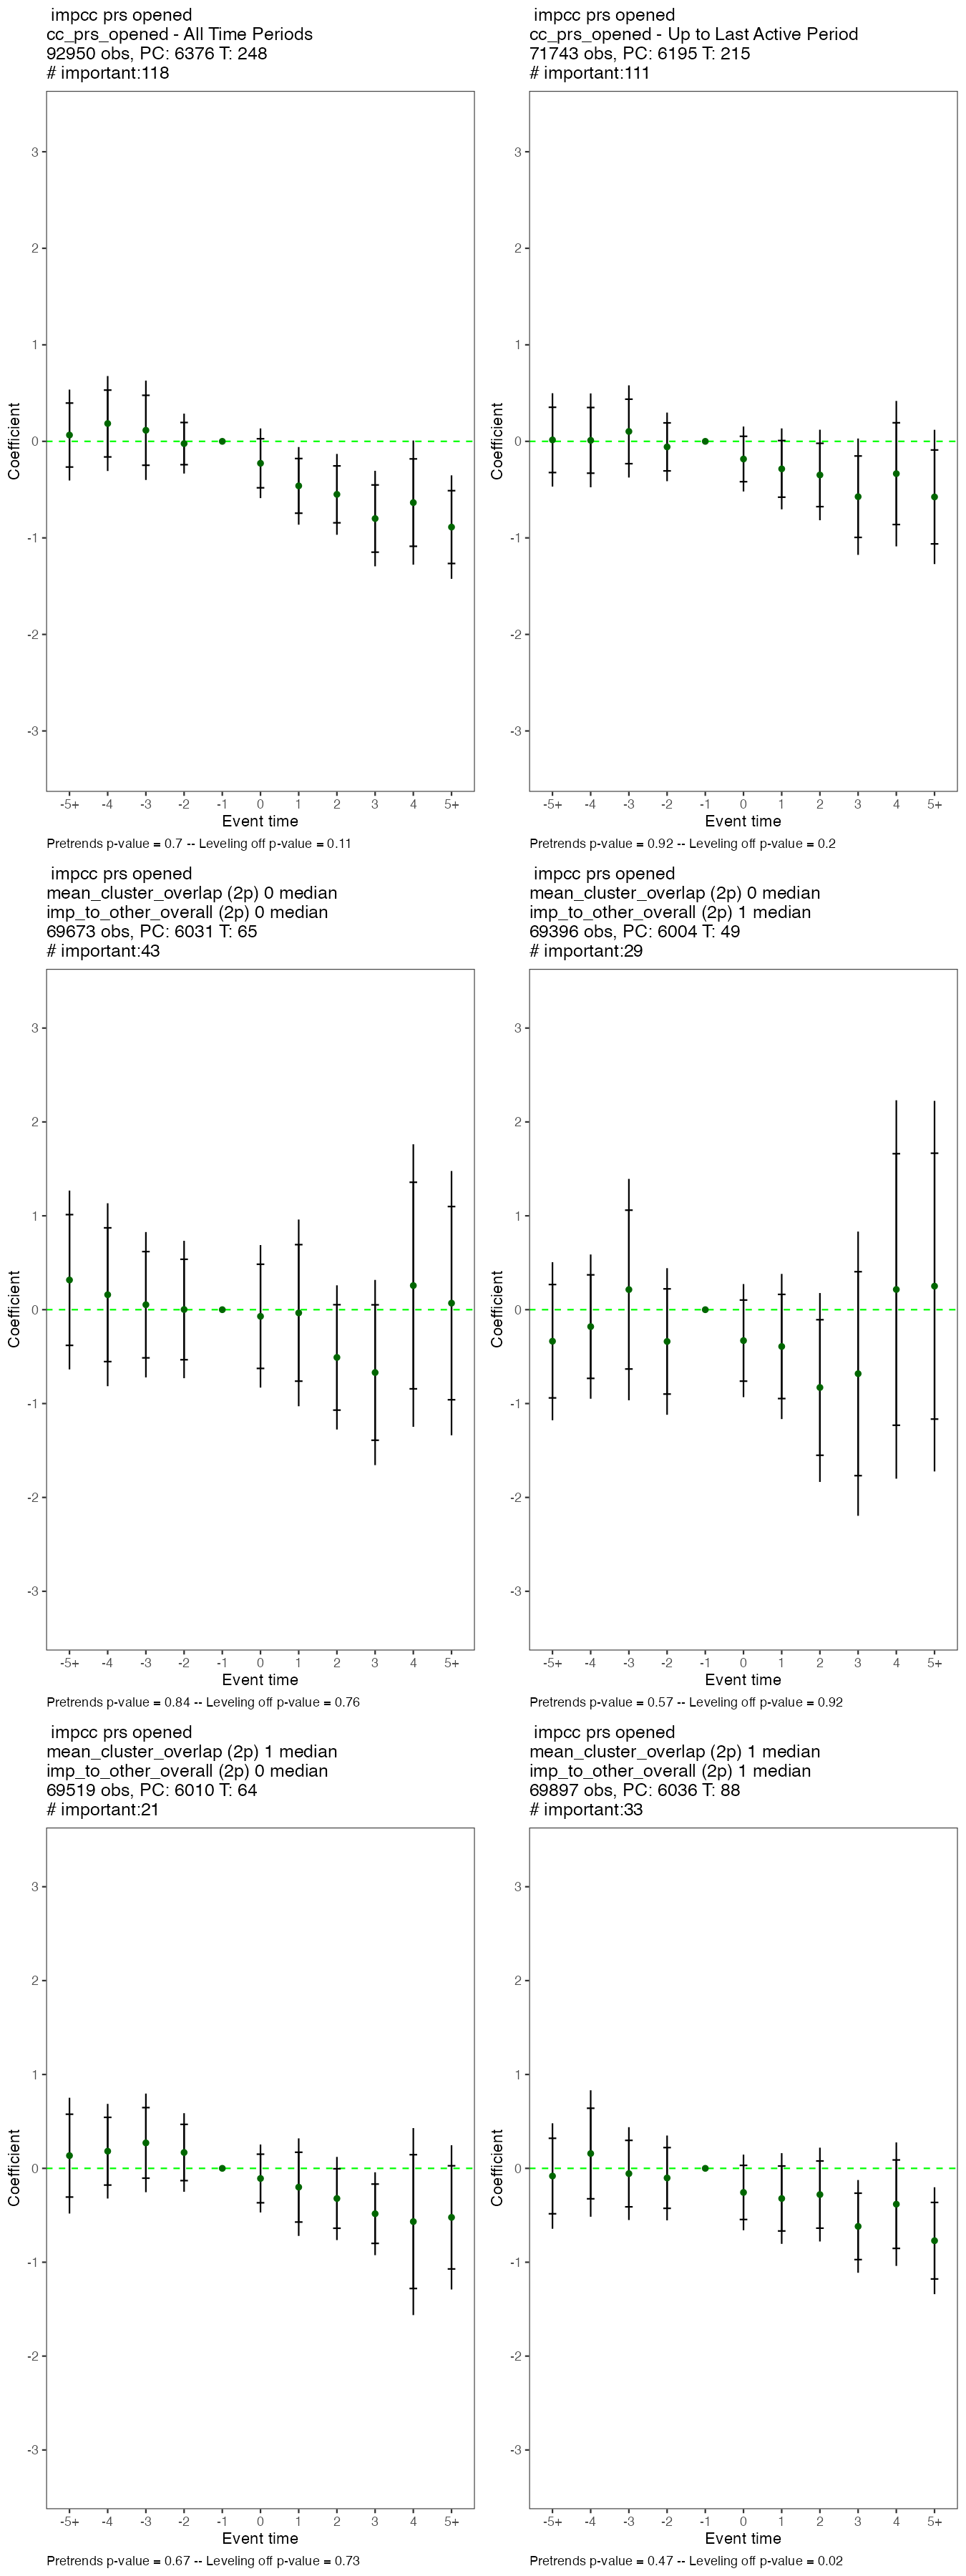 impcc prs opened
cc_prs_opened - All Time Periods
92950 obs, PC: 6376 T: 248
# important:118
3
2
1
0
-1
-2
-3
Coefficient
-5+ -4 -3 -2 -1 0 1 2 3 4 5+
Event time
Pretrends p-value = 0.7 -- Leveling off p-value = 0.11
impcc prs opened
cc_prs_opened - Up to Last Active Period
71743 obs, PC: 6195 T: 215
# important:111
3
2
1
0
-1
-2
-3
Coefficient
-5+ -4 -3 -2 -1 0 1 2 3 4 5+
Event time
Pretrends p-value = 0.92 -- Leveling off p-value = 0.2
impcc prs opened
mean_cluster_overlap (2p) 0 median
imp_to_other_overall (2p) 0 median
69673 obs, PC: 6031 T: 65
# important:43
3
2
1
0
-1
-2
-3
Coefficient
-5+ -4 -3 -2 -1 0 1 2 3 4 5+
Event time
Pretrends p-value = 0.84 -- Leveling off p-value = 0.76
impcc prs opened
mean_cluster_overlap (2p) 0 median
imp_to_other_overall (2p) 1 median
69396 obs, PC: 6004 T: 49
# important:29
3
2
1
0
-1
-2
-3
Coefficient
-5+ -4 -3 -2 -1 0 1 2 3 4 5+
Event time
Pretrends p-value = 0.57 -- Leveling off p-value = 0.92
impcc prs opened
mean_cluster_overlap (2p) 1 median
imp_to_other_overall (2p) 0 median
69519 obs, PC: 6010 T: 64
# important:21
3
2
1
0
-1
-2
-3
Coefficient
-5+ -4 -3 -2 -1 0 1 2 3 4 5+
Event time
Pretrends p-value = 0.67 -- Leveling off p-value = 0.73
impcc prs opened
mean_cluster_overlap (2p) 1 median
imp_to_other_overall (2p) 1 median
69897 obs, PC: 6036 T: 88
# important:33
3
2
1
0
-1
-2
-3
Coefficient
-5+ -4 -3 -2 -1 0 1 2 3 4 5+
Event time
Pretrends p-value = 0.47 -- Leveling off p-value = 0.02